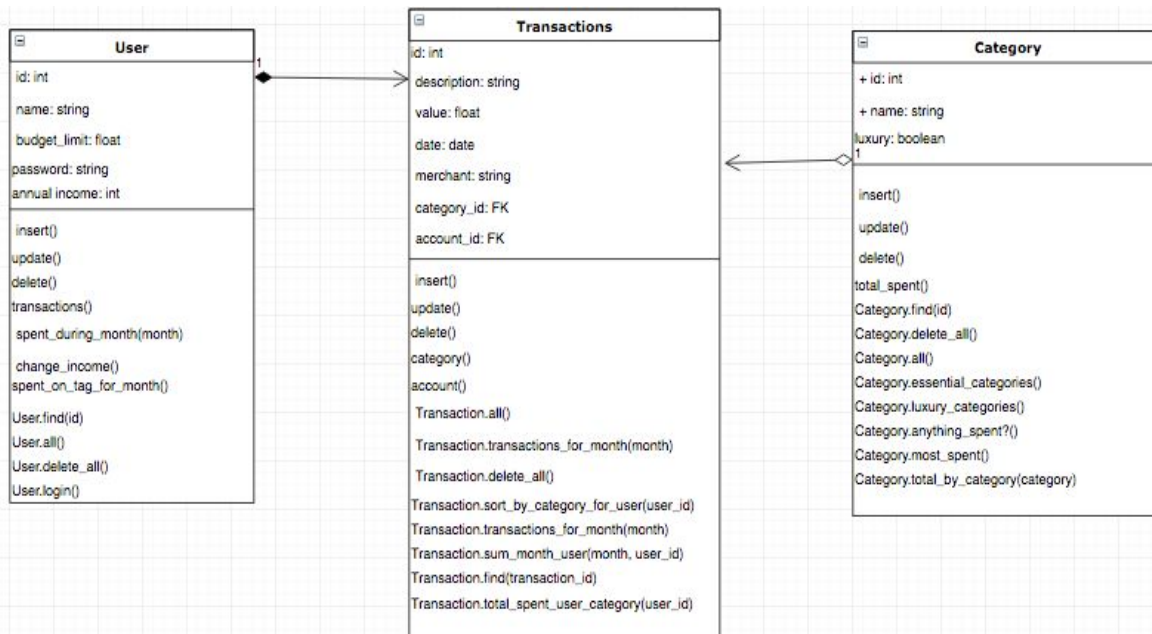 User
id: int
name: string
budget_limit: float
password: string
annual income: int
insert()
update()
delete()
transactions()
spent_during_month(month)
change_income()
spent_on_tag_for_month()
User.find(id)
User.all()
User.delete_all()
User.login()
1
Transactions
id: int
description: string
value: float
date: date
merchant: string
category_id: FK
account_id: FK
insert()
update()
delete()
category()
account()
Transaction.all()
Transaction.transactions_for_month(month)
Transaction.delete_all()
Transaction.sort_by_category_for_user(user_id)
Transaction.transactions_for_month(month)
Transaction.sum_month_user(month, user_id)
Transaction.find(transaction_id)
Transaction.total_spent_user_category(user_id)
Category
+ id: int
+ name: string
luxury: boolean
1
insert()
update()
delete()
total_spent()
Category.find(id)
Category.delete_all()
Category.all()
Category.essential_categories()
Category.luxury_categories()
Category.anything_spent?()
Category.most_spent()
Category.total_by_category(category)